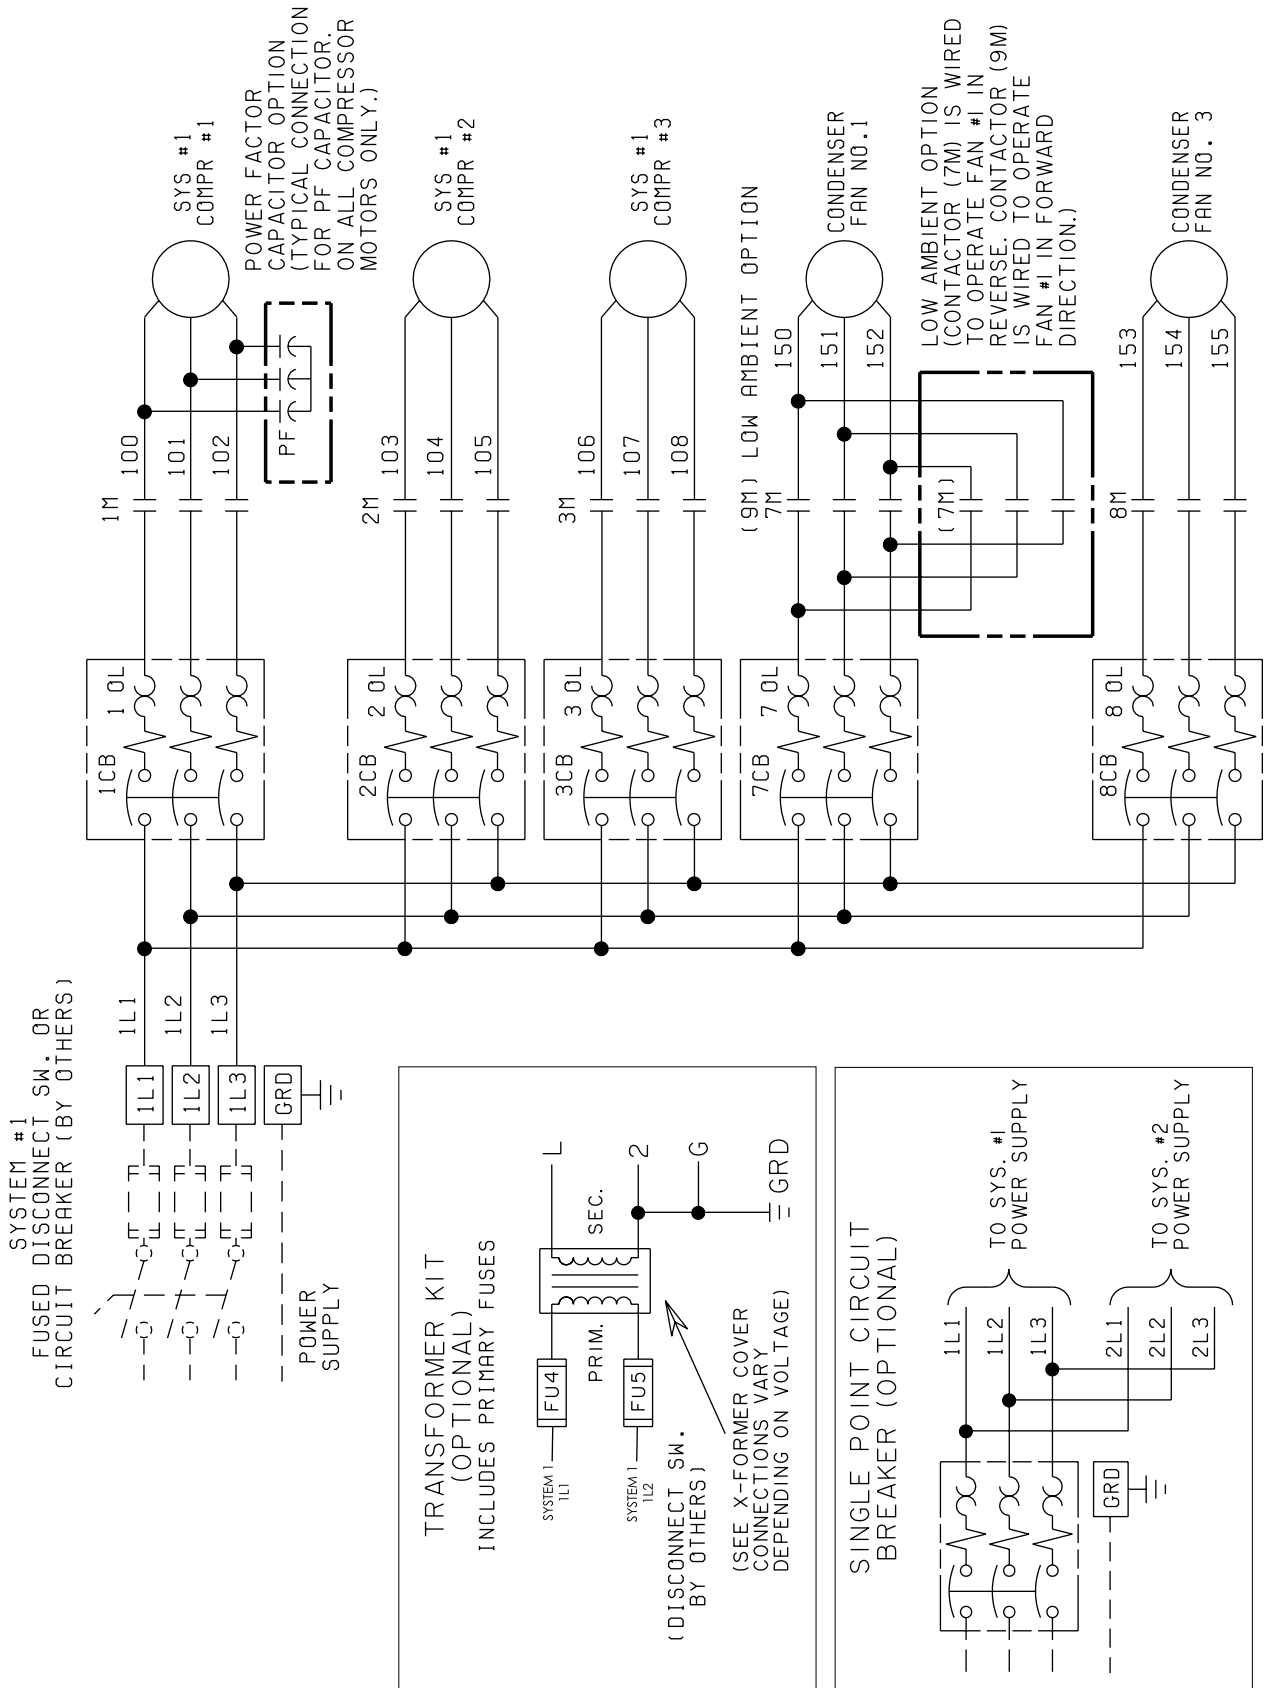 SYSTEM #1
FUSED DISCONNECT SW. OR
CIRCUIT BREAKER (BY OTHERS)
POWER
SUPPLY
1L1
1L2
1L3
GRD
1L1
1L2
1L3
1CB
1 OL
1M
100
101
102
SYS #1
COMPR #1
PF
POWER FACTOR
CAPACITOR OPTION
(TYPICAL CONNECTION
FOR PF CAPACITOR.
ON ALL COMPRESSOR
MOTORS ONLY.)
2CB
2 OL
2M
103
104
105
SYS #1
COMPR #2
3CB
3 OL
3M
106
107
108
SYS #1
COMPR #3
7CB
7 OL
(9M) LOW AMBIENT OPTION
7M
150
151
152
CONDENSER
FAN NO.1
(7M)
LOW AMBIENT OPTION
(CONTACTOR (7M) IS WIRED
TO OPERATE FAN #1 IN
REVERSE. CONTACTOR (9M)
IS WIRED TO OPERATE
FAN #1 IN FORWARD
DIRECTION.)
8CB
8 OL
8M
153
154
155
CONDENSER
FAN NO. 3
TRANSFORMER KIT
(OPTIONAL)
INCLUDES PRIMARY FUSES
SYSTEM 1
1L1
FU4
PRIM.
SEC.
L
SYSTEM 1
1L2
FU5
2
G
GRD
(DISCONNECT SW.
BY OTHERS)
(SEE X-FORMER COVER
CONNECTIONS VARY
DEPENDING ON VOLTAGE)
SINGLE POINT CIRCUIT
BREAKER (OPTIONAL)
1L1
1L2
1L3
TO SYS. #1
POWER SUPPLY
2L1
2L2
2L3
TO SYS. #2
POWER SUPPLY
GRD